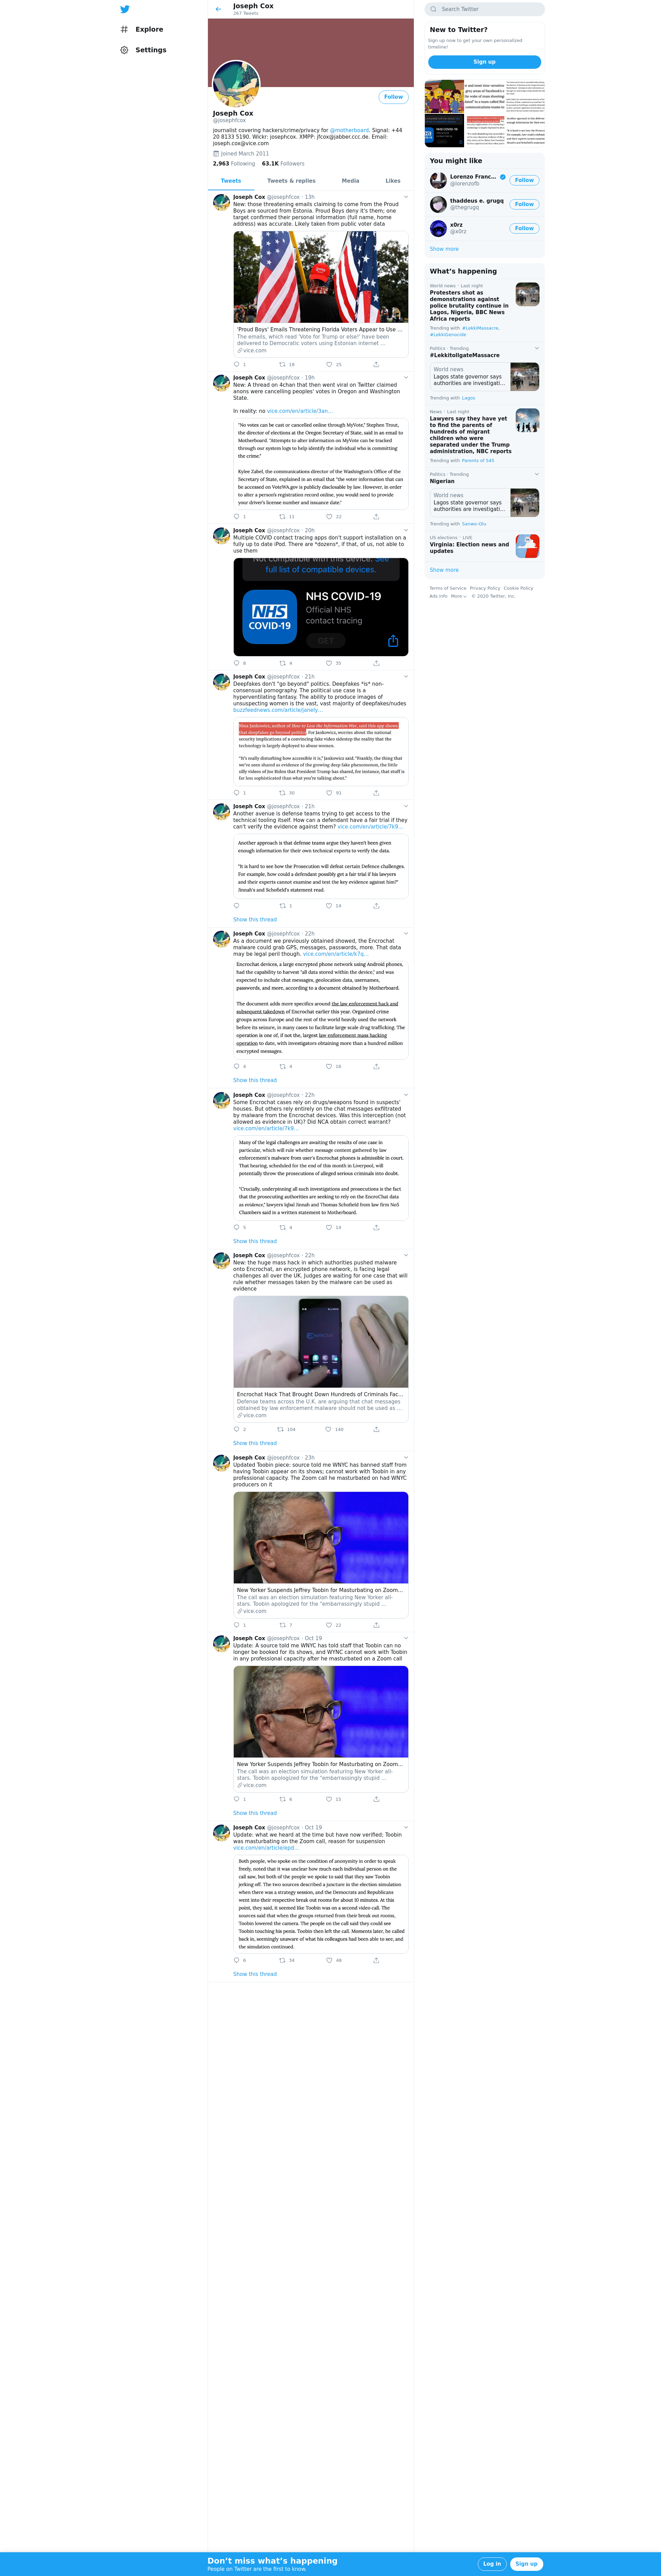 Explore
Settings
Joseph Cox
267 Tweets
Follow
Joseph Cox
@josephfcox
journalist covering hackers/crime/privacy for @motherboard. Signal: +44
20 8133 5190. Wickr: josephcox. XMPP: jfcox@jabber.ccc.de. Email:
joseph.cox@vice.com
Joined March 2011
2,963 Following 63.1K Followers
Tweets
Tweets & replies
Media
Likes
Joseph Cox @josephfcox · 13h
New: those threatening emails claiming to come from the Proud
Boys are sourced from Estonia. Proud Boys deny it's them; one
target confirmed their personal information (full name, home
address) was accurate. Likely taken from public voter data
'Proud Boys' Emails Threatening Florida Voters Appear to Use ...
The emails, which read 'Vote for Trump or else!' have been
delivered to Democrats' voters using Estonian internet ...
vice.com
1 18 25
Joseph Cox @josephfcox · 19h
New: A thread on 4chan that then went viral on Twitter claimed
anons were cancelling peoples' votes in Oregon and Washington
State.
In reality: no vice.com/en/article/3an...
"No votes can be cast or cancelled online through MyVote," Stephen Trout,
the director of elections at the Oregon Secretary of State, said in an email to
Motherboard. "Attempts to alter information on MyVote can be tracked
through our system logs to help identify the individual who is committing
the crime."
Kylee Zabel, the communications director of the Washington's Office of the
Secretary of State, explained in an email that "the voter information that can
be accessed on VoteWA.gov is publicly disclosable by law. However, in order
to alter a person's registration record online, you would need to provide
your driver's license number and issuance date."
1 11 22
Joseph Cox @josephfcox · 20h
Multiple COVID contact tracing apps don't support installation on a
fully up to date iPod. There are *dozens*, if that, of us, not able to
use them
Not compatible with this device. See
full list of compatible devices.
NHS
COVID-19
NHS COVID-19
Official NHS
contact tracing
GET
6 4 35
Joseph Cox @josephfcox · 21h
Deepfakes don't "go beyond" politics. Deepfakes *is* non-
consensual pornography. The political use case is a
hyperventilating fantasy. The ability to produce images of
unsuspecting women is the vast, vast majority of deepfakes/nudes
buzzfeednews.com/article/janely...
Nina Jankowicz, author of How to Lose the Information War, said this app shows
that deepfakes go beyond politics. For Jankowicz, worries about the national
security implications of a convincing fake video sidestep the reality that the
technology is largely deployed to abuse women.
"It's really disturbing how accessible it is," Jankowicz said. "Frankly, the thing that
we've seen shared as evidence of the growing deep fake phenomenon, the little
silly videos of Joe Biden that President Trump has shared, for instance, that stuff is
far less sophisticated than what you're talking about."
1 30 91
Joseph Cox @josephfcox · 21h
Another avenue is defense teams trying to get access to the
technical tooling itself. How can a defendant have a fair trial if they
can't verify the evidence against them? vice.com/en/article/7k9...
Another approach is that defense teams argue they haven't been given
enough information for their own technical experts to verify the data.
"It is hard to see how the Prosecution will defeat certain Defence challenges.
For example, how could a defendant possibly get a fair trial if his lawyers
and their experts cannot examine and test the key evidence against him?"
Jinnah's and Schofield's statement read.
1 14
Show this thread
Joseph Cox @josephfcox · 22h
As a document we previously obtained showed, the Encrochat
malware could grab GPS, messages, passwords, more. That data
may be legal peril though. vice.com/en/article/k7q...
Encrochat devices, a large encrypted phone network using Android phones,
had the capability to harvest "all data stored within the device," and was
expected to include chat messages, geolocation data, usernames,
passwords, and more, according to a document obtained by Motherboard.
The document adds more specifics around the law enforcement hack and
subsequent takedown of Encrochat earlier this year. Organized crime
groups across Europe and the rest of the world heavily used the network
before its seizure, in many cases to facilitate large scale drug trafficking. The
operation is one of, if not the, largest law enforcement mass hacking
operation to date, with investigators obtaining more than a hundred million
encrypted messages.
4 4 16
Show this thread
Joseph Cox @josephfcox · 22h
Some Encrochat cases rely on drugs/weapons found in suspects'
houses. But others rely entirely on the chat messages exfiltrated
by malware from the Encrochat devices. Was this interception (not
allowed as evidence in UK)? Did NCA obtain correct warrant?
vice.com/en/article/7k9...
Many of the legal challenges are awaiting the results of one case in
particular, which will rule whether message content gathered by law
enforcement's malware from user's Encrochat phones is admissible in court.
That hearing, scheduled for the end of this month in Liverpool, will
potentially throw the prosecutions of alleged serious criminals into doubt.
"Crucially, underpinning all such investigations and prosecutions is the fact
that the prosecuting authorities are seeking to rely on the EncroChat data
as evidence," lawyers Iqbal Jinnah and Thomas Schofield from law firm No5
Chambers said in a written statement to Motherboard.
5 4 14
Show this thread
Joseph Cox @josephfcox · 22h
New: the huge mass hack in which authorities pushed malware
onto Encrochat, an encrypted phone network, is facing legal
challenges all over the UK. Judges are waiting for one case that will
rule whether messages taken by the malware can be used as
evidence
Encrochat Hack That Brought Down Hundreds of Criminals Fac...
Defense teams across the U.K. are arguing that chat messages
obtained by law enforcement malware should not be used as ...
vice.com
2 104 140
Show this thread
Joseph Cox @josephfcox · 23h
Updated Toobin piece: source told me WNYC has banned staff from
having Toobin appear on its shows; cannot work with Toobin in any
professional capacity. The Zoom call he masturbated on had WNYC
producers on it
New Yorker Suspends Jeffrey Toobin for Masturbating on Zoom...
The call was an election simulation featuring New Yorker all-
stars. Toobin apologized for the "embarrassingly stupid ...
vice.com
1 7 22
Joseph Cox @josephfcox · Oct 19
Update: A source told me WNYC has told staff that Toobin can no
longer be booked for its shows, and WYNC cannot work with Toobin
in any professional capacity after he masturbated on a Zoom call
New Yorker Suspends Jeffrey Toobin for Masturbating on Zoom...
The call was an election simulation featuring New Yorker all-
stars. Toobin apologized for the "embarrassingly stupid ...
vice.com
1 6 13
Show this thread
Joseph Cox @josephfcox · Oct 19
Update: what we heard at the time but have now verified; Toobin
was masturbating on the Zoom call, reason for suspension
vice.com/en/article/epd...
Both people, who spoke on the condition of anonymity in order to speak
freely, noted that it was unclear how much each individual person on the
call saw, but both of the people we spoke to said that they saw Toobin
jerking off. The two sources described a juncture in the election simulation
when there was a strategy session, and the Democrats and Republicans
went into their respective break out rooms for about 10 minutes. At this
point, they said, it seemed like Toobin was on a second video call. The
sources said that when the groups returned from their break out rooms,
Toobin lowered the camera. The people on the call said they could see
Toobin touching his penis. Toobin then left the call. Moments later, he called
back in, seemingly unaware of what his colleagues had been able to see, and
the simulation continued.
6 34 46
Show this thread
Search Twitter
New to Twitter?
Sign up now to get your own personalized
timeline!
Sign up
You might like
Lorenzo Franc...
@lorenzofb
Follow
thaddeus e. grugq
@thegrugq
Follow
x0rz
@x0rz
Follow
Show more
What's happening
World news · Last night
Protesters shot as
demonstrations against
police brutality continue in
Lagos, Nigeria, BBC News
Africa reports
Trending with #LekkiMassacre,
#LekkiGenocide
Politics · Trending
#LekkitollgateMassacre
World news
Lagos state governor says
authorities are investigati...
Trending with Lagos
News · Last night
Lawyers say they have yet
to find the parents of
hundreds of migrant
children who were
separated under the Trump
administration, NBC reports
Trending with Parents of 545
Politics · Trending
Nigerian
World news
Lagos state governor says
authorities are investigati...
Trending with Sanwo-Olu
US elections · LIVE
Virginia: Election news and
updates
Show more
Terms of Service Privacy Policy Cookie Policy
Ads info More © 2020 Twitter, Inc.
Don't miss what's happening
People on Twitter are the first to know.
Log in
Sign up